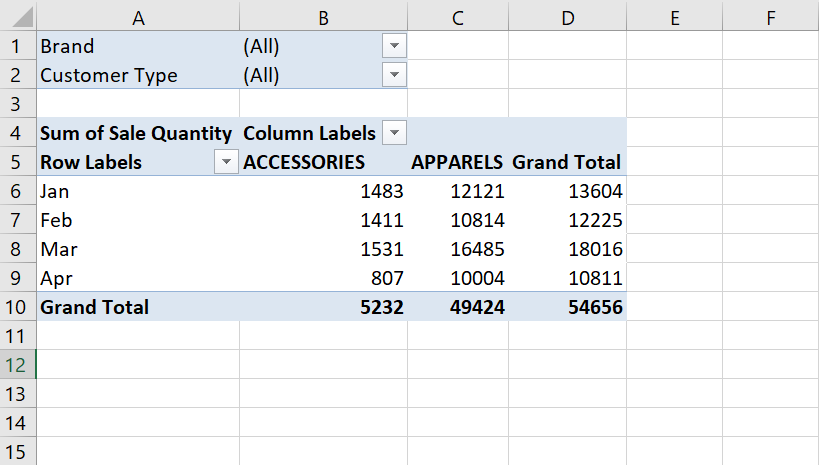 A B C D E F
1 Brand (All)
2 Customer Type (All)
3
4 Sum of Sale Quantity Column Labels
5 Row Labels ACCESSORIES APPARELS Grand Total
6 Jan 1483 12121 13604
7 Feb 1411 10814 12225
8 Mar 1531 16485 18016
9 Apr 807 10004 10811
10 Grand Total 5232 49424 54656
11
12
13
14
15